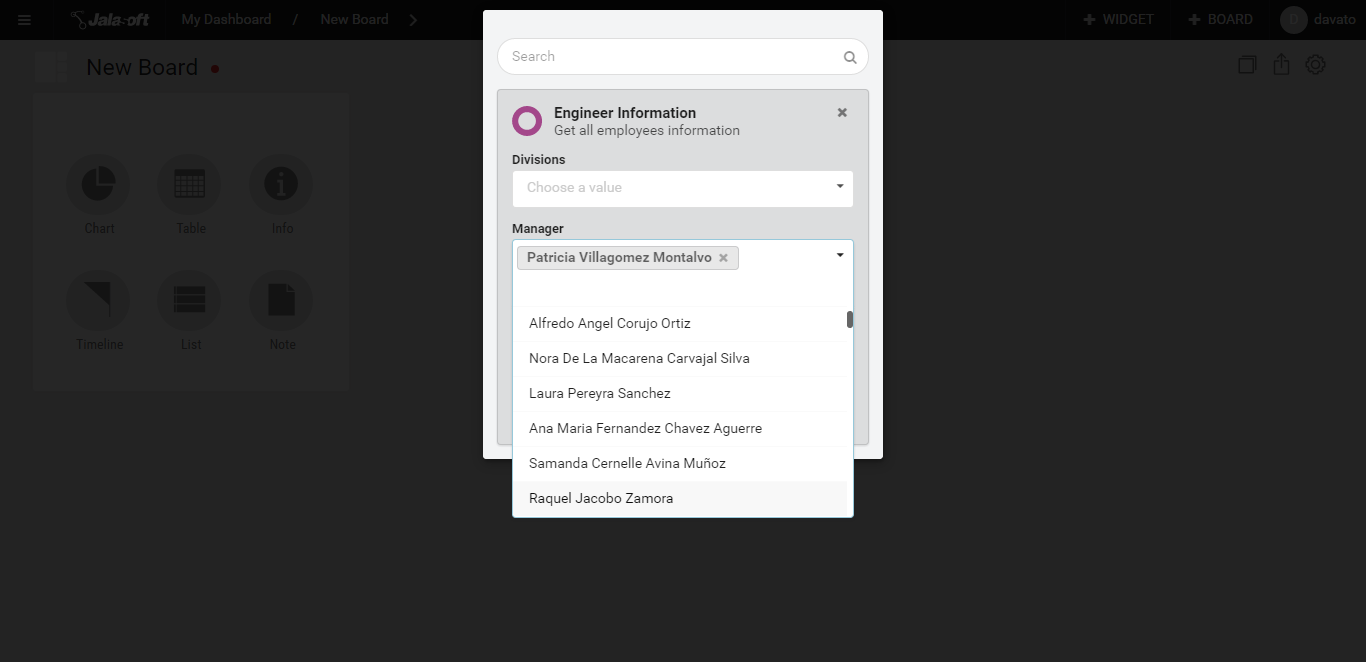 Jala-soft My Dashboard / New Board + WIDGET + BOARD D davato
New Board
Search
Engineer Information
Get all employees information
Divisions
Choose a value
Manager
Patricia Villagomez Montalvo
Alfredo Angel Corujo Ortiz
Nora De La Macarena Carvajal Silva
Laura Pereyra Sanchez
Ana Maria Fernandez Chavez Aguerre
Samanda Cernelle Avina Muñoz
Raquel Jacobo Zamora
Chart Table Info
Timeline List Note